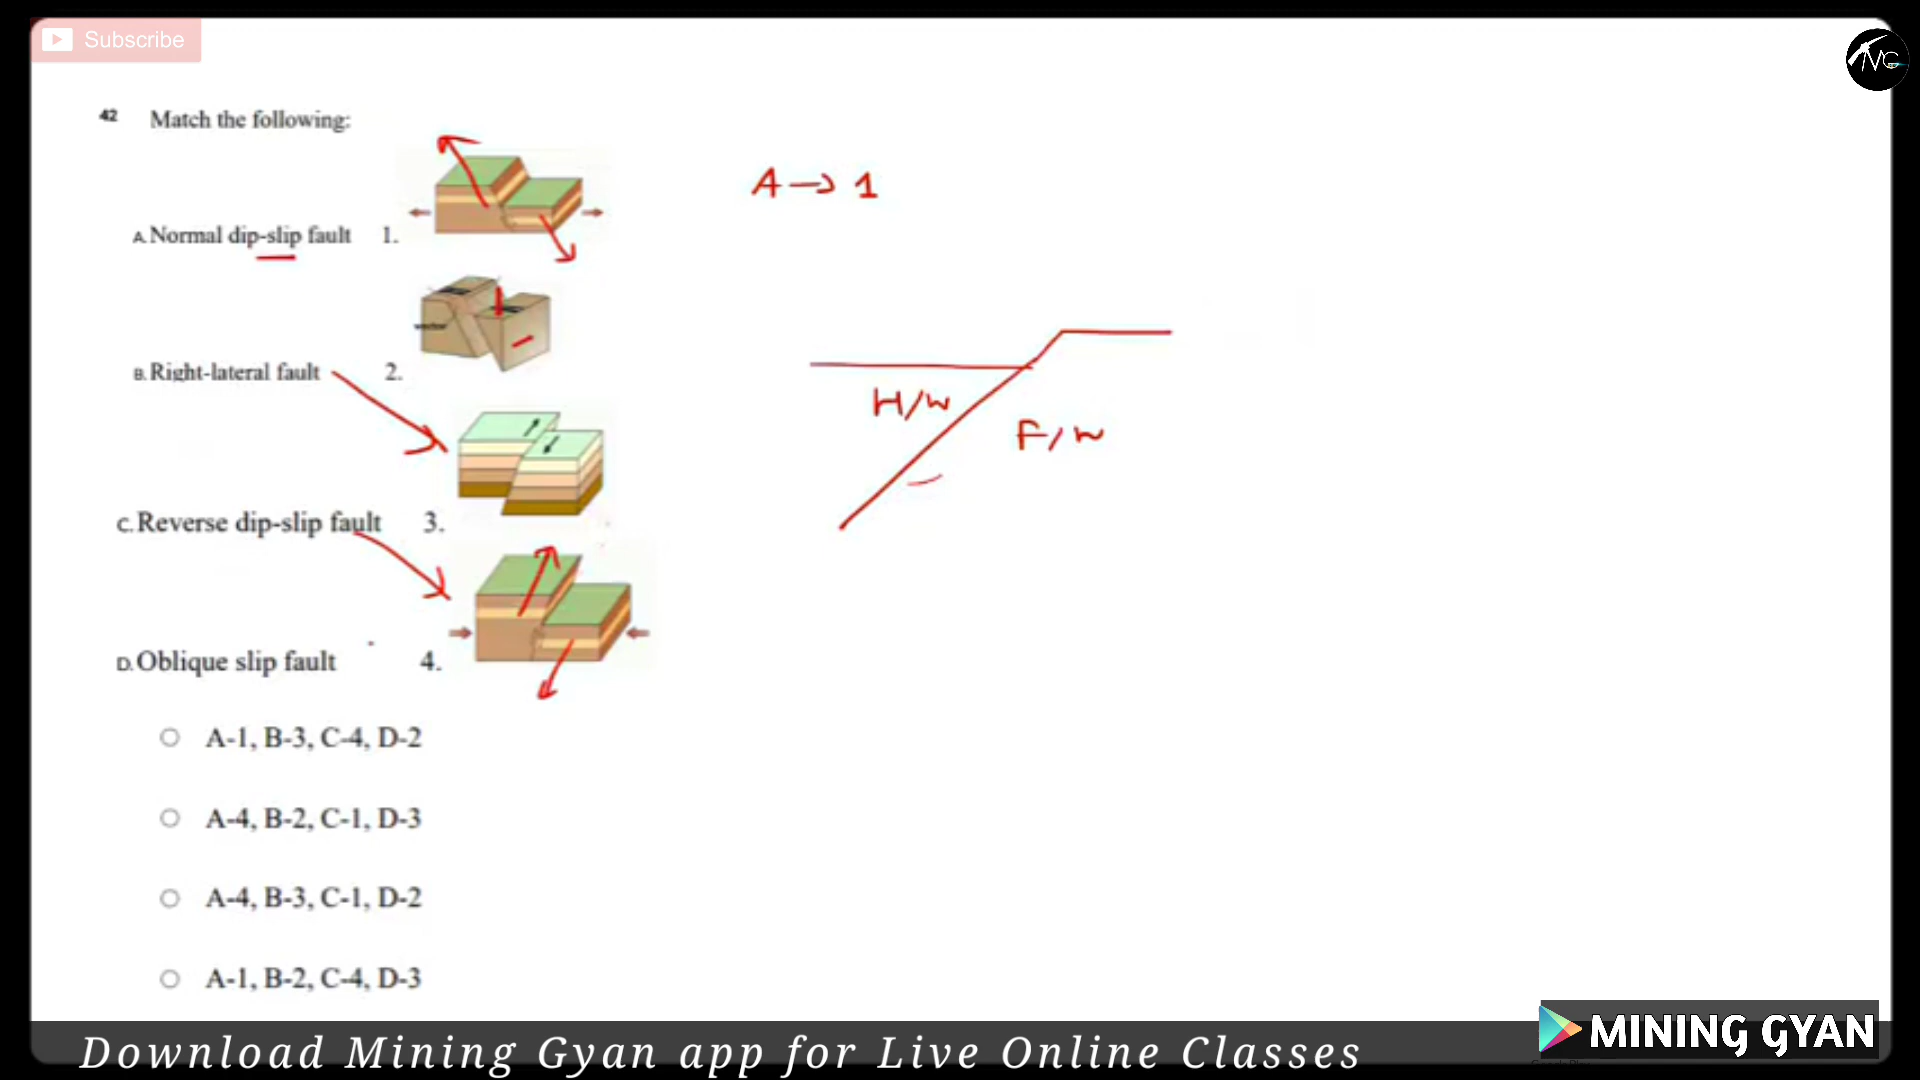 Subscribe
NG
42 Match the following:
A → 1
A. Normal dip-slip fault 1.
B. Right-lateral fault 2.
H/W
F/W
C. Reverse dip-slip fault 3.
D. Oblique slip fault 4.
A-1, B-3, C-4, D-2
A-4, B-2, C-1, D-3
A-4, B-3, C-1, D-2
A-1, B-2, C-4, D-3
MINING GYAN
Download Mining Gyan app for Live Online Classes